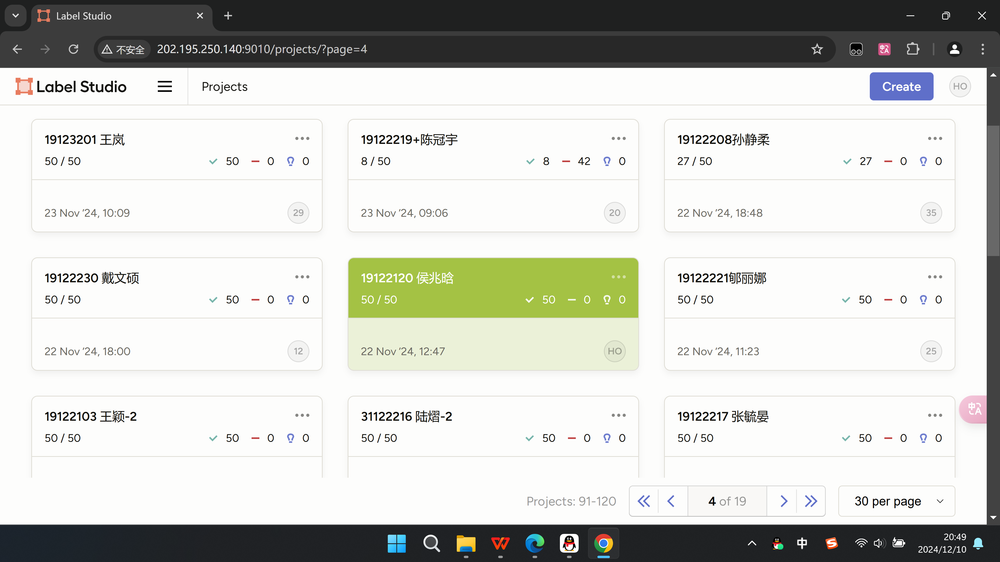 Label Studio
不安全
202.195.250.140:9010/projects/?page=4
Label Studio
Projects
Create
HO
19123201 王岚
50 / 50
50
0
0
23 Nov ’24, 10:09
29
19122219+陈冠宇
8 / 50
8
42
0
23 Nov ’24, 09:06
20
19122208孙静柔
27 / 50
27
0
0
22 Nov ’24, 18:48
35
19122230 戴文硕
50 / 50
50
0
0
22 Nov ’24, 18:00
12
19122120 侯兆晗
50 / 50
50
0
0
22 Nov ’24, 12:47
HO
19122221郇丽娜
50 / 50
50
0
0
22 Nov ’24, 11:23
25
19122103 王颖-2
50 / 50
50
0
0
31122216 陆熠-2
50 / 50
50
0
0
19122217 张毓晏
50 / 50
50
0
0
中A
Projects: 91-120
4 of 19
30 per page
中
20:49
2024/12/10